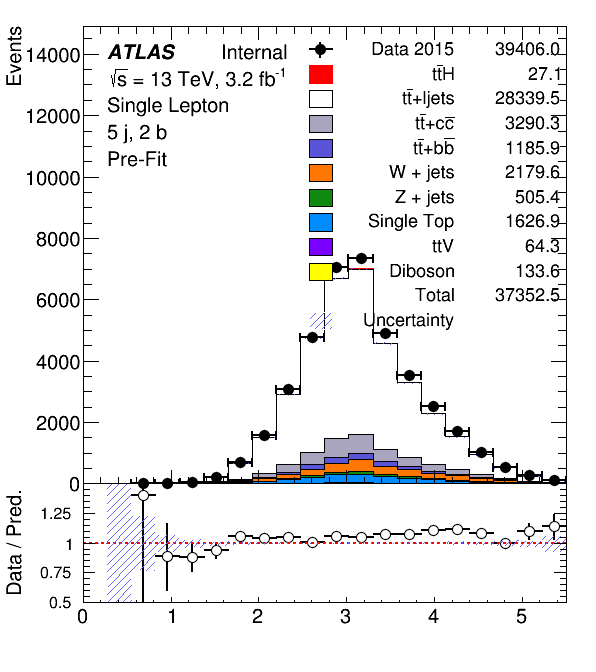 Events
14000
12000
10000
8000
6000
4000
2000
0
ATLAS Internal
√s = 13 TeV, 3.2 fb⁻¹
Single Lepton
5 j, 2 b
Pre-Fit
Data 2015 39406.0
tt̄H 27.1
tt̄+ljets 28339.5
tt̄+cc̄ 3290.3
tt̄+bb̄ 1185.9
W + jets 2179.6
Z + jets 505.4
Single Top 1626.9
ttV 64.3
Diboson 133.6
Total 37352.5
Uncertainty
Data / Pred.
1.25
1
0.75
0.5
0 1 2 3 4 5